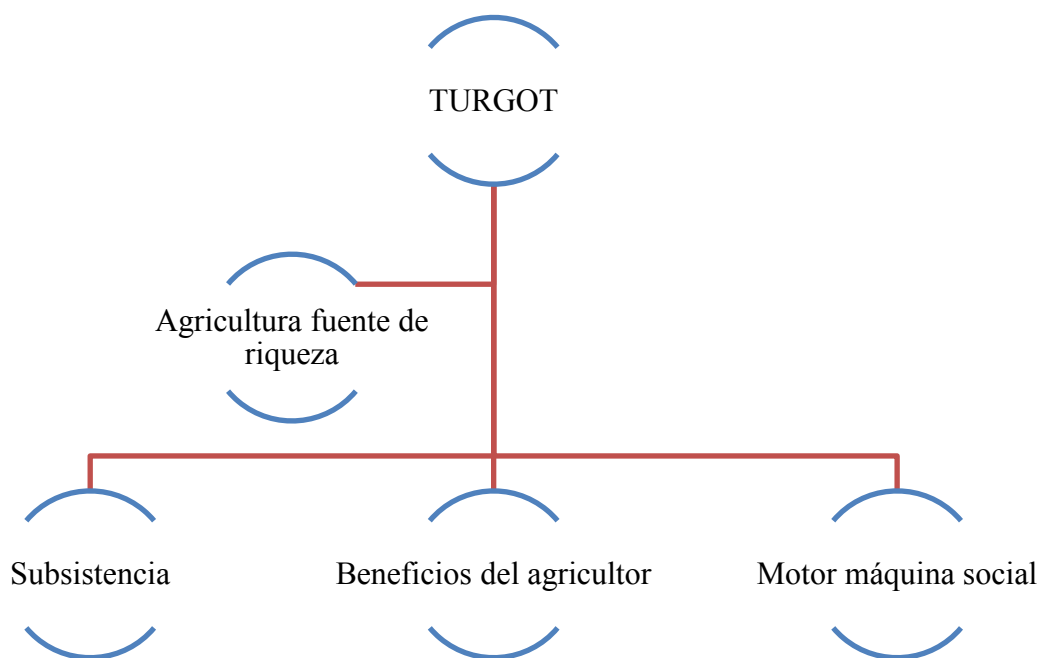 TURGOT
Agricultura fuente de
riqueza
Subsistencia
Beneficios del agricultor
Motor máquina social